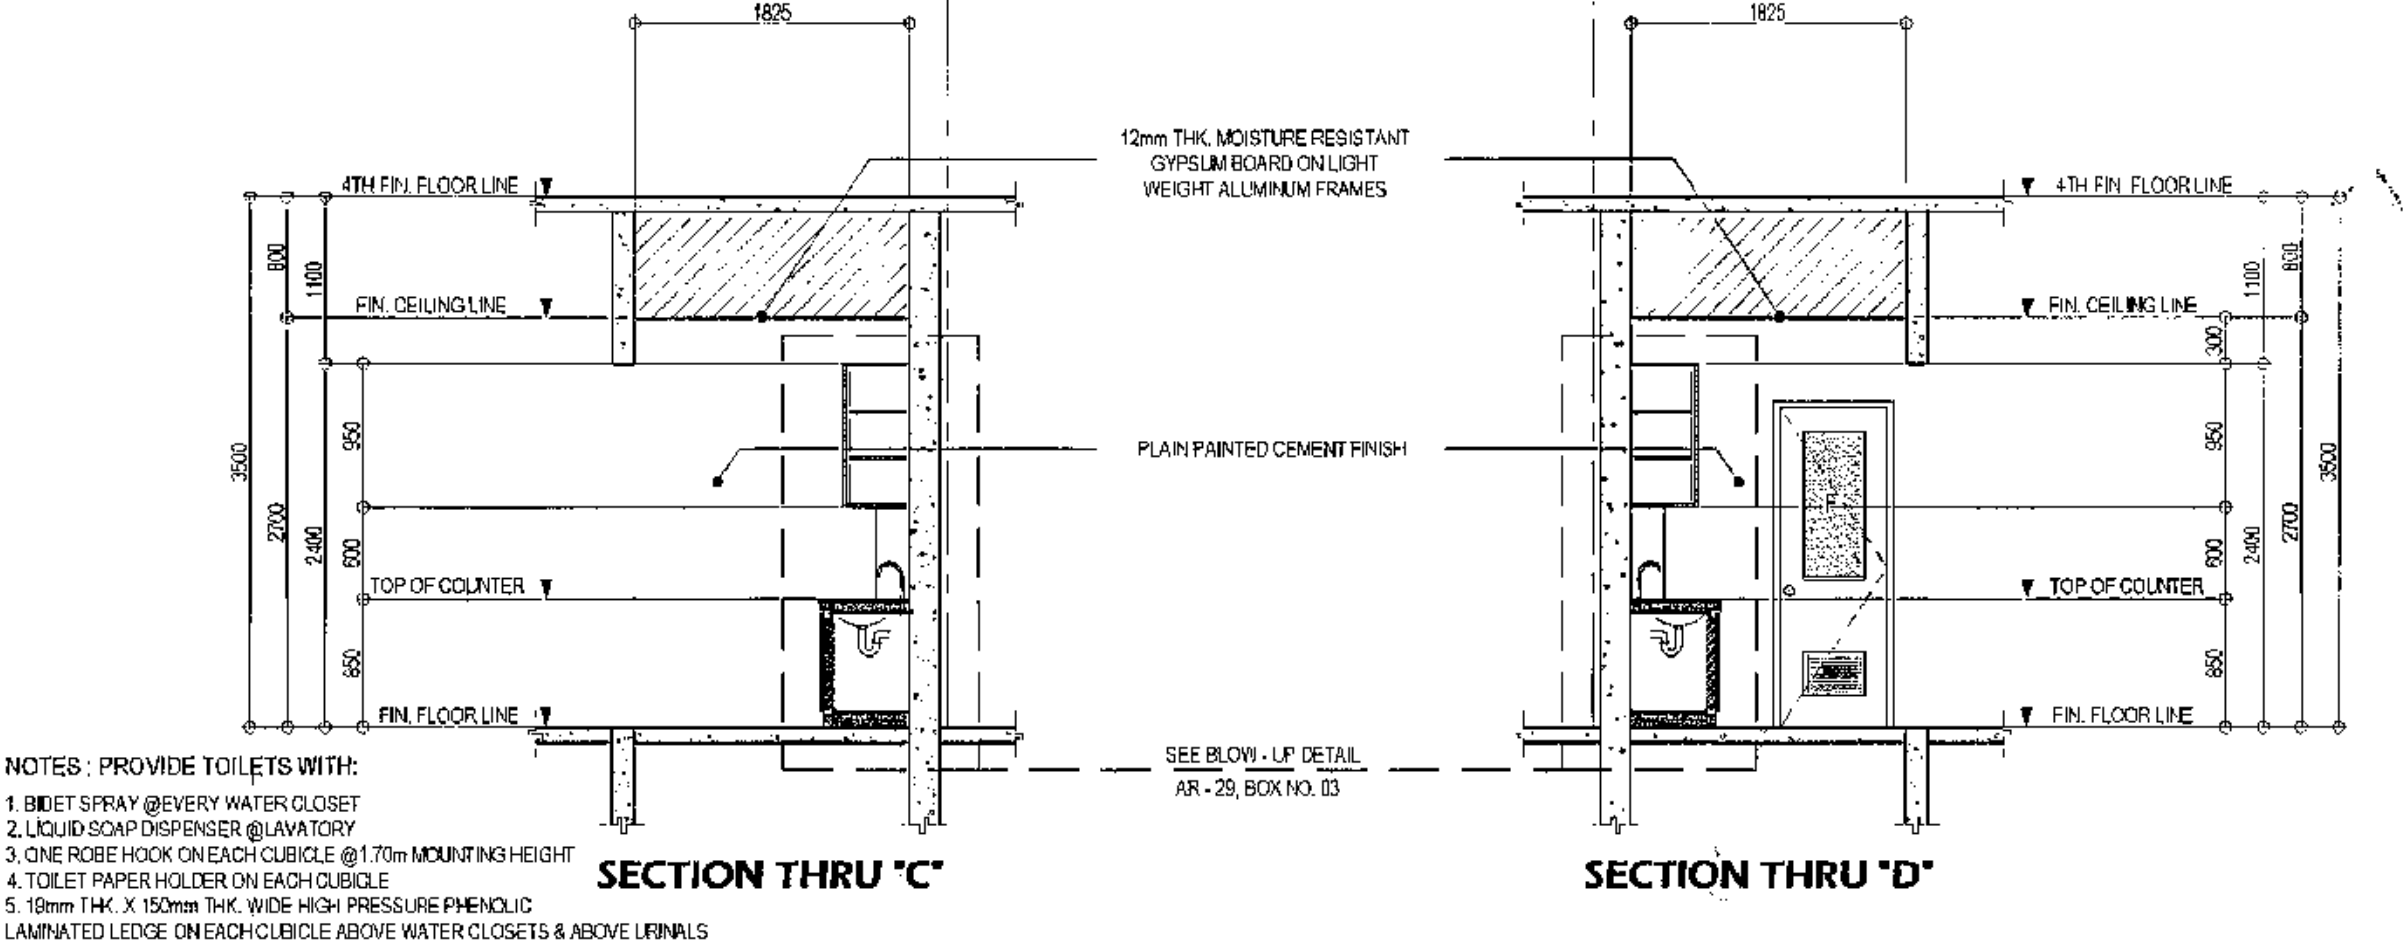 1825
1825
12mm THK. MOISTURE RESISTANT
GYPSUM BOARD ON LIGHT
WEIGHT ALUMINUM FRAMES
4TH FIN. FLOOR LINE
4TH FIN. FLOOR LINE
800
1100
1100
800
FIN. CEILING LINE
FIN. CEILING LINE
300
950
PLAIN PAINTED CEMENT FINISH
950
3500
3500
2700
2400
600
600
2400
2700
TOP OF COUNTER
TOP OF COUNTER
850
850
FIN. FLOOR LINE
FIN. FLOOR LINE
SEE BLOW - UP DETAIL
AR - 29, BOX NO. 03
NOTES : PROVIDE TOILETS WITH:
1. BIDET SPRAY @EVERY WATER CLOSET
2. LIQUID SOAP DISPENSER @LAVATORY
3. ONE ROBE HOOK ON EACH CUBICLE @1.70m MOUNTING HEIGHT
4. TOILET PAPER HOLDER ON EACH CUBICLE
5. 19mm THK. X 150mm THK. WIDE HIGH PRESSURE PHENOLIC
LAMINATED LEDGE ON EACH CUBICLE ABOVE WATER CLOSETS & ABOVE URINALS
SECTION THRU "C"
SECTION THRU "D"